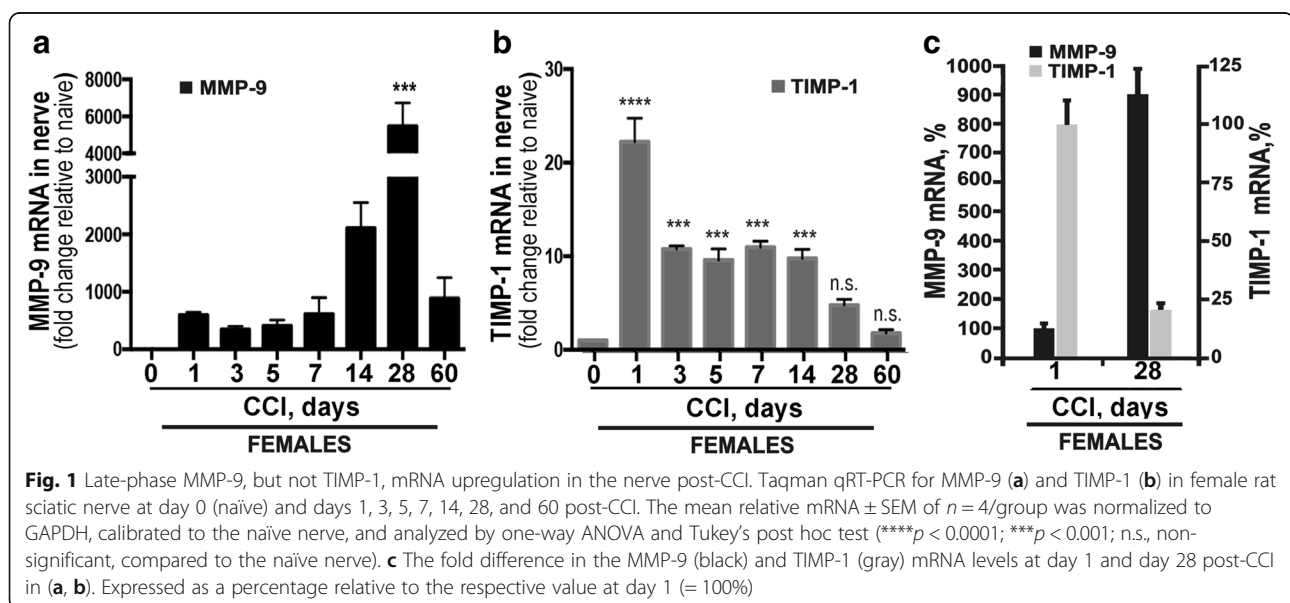 a
MMP-9 mRNA in nerve
(fold change relative to naive)
8000
6000
4000
3000
2000
1000
0
MMP-9
***
0 1 3 5 7 14 28 60
CCI, days
FEMALES
b
TIMP-1 mRNA in nerve
(fold change relative to naive)
30
20
10
0
TIMP-1
****
*** *** *** ***
n.s.
n.s.
0 1 3 5 7 14 28 60
CCI, days
FEMALES
c
MMP-9
TIMP-1
MMP-9 mRNA, %
1000
900
800
700
600
500
400
300
200
100
0
125
100
75
50
25
0
TIMP-1 mRNA,%
1 28
CCI, days
FEMALES
Fig. 1 Late-phase MMP-9, but not TIMP-1, mRNA upregulation in the nerve post-CCI. Taqman qRT-PCR for MMP-9 (a) and TIMP-1 (b) in female rat
sciatic nerve at day 0 (naïve) and days 1, 3, 5, 7, 14, 28, and 60 post-CCI. The mean relative mRNA ± SEM of n = 4/group was normalized to
GAPDH, calibrated to the naïve nerve, and analyzed by one-way ANOVA and Tukey's post hoc test (****p < 0.0001; ***p < 0.001; n.s., non-
significant, compared to the naïve nerve). c The fold difference in the MMP-9 (black) and TIMP-1 (gray) mRNA levels at day 1 and day 28 post-CCI
in (a, b). Expressed as a percentage relative to the respective value at day 1 (= 100%)